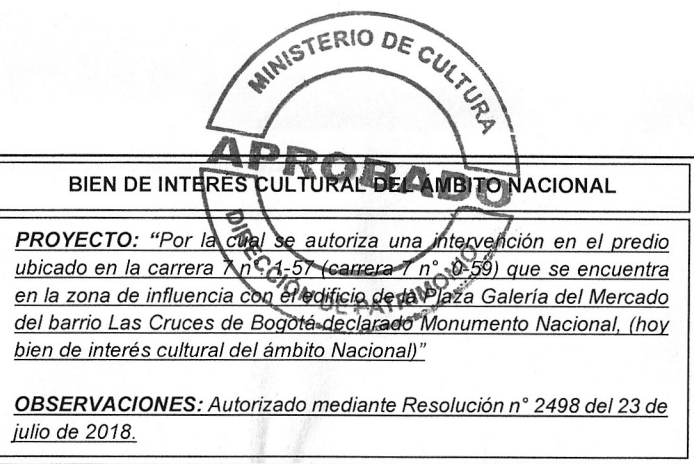 MINISTERIO DE CULTURA
APROBADO
DIRECCIÓN DE PATRIMONIO
BIEN DE INTERÉS CULTURAL DEL ÁMBITO NACIONAL
PROYECTO: “Por la cual se autoriza una intervención en el predio
ubicado en la carrera 7 n° 1-57 (carrera 7 n° 0-59) que se encuentra
en la zona de influencia con el edificio de la Plaza Galería del Mercado
del barrio Las Cruces de Bogotá declarado Monumento Nacional, (hoy
bien de interés cultural del ámbito Nacional)”
OBSERVACIONES: Autorizado mediante Resolución n° 2498 del 23 de
julio de 2018.